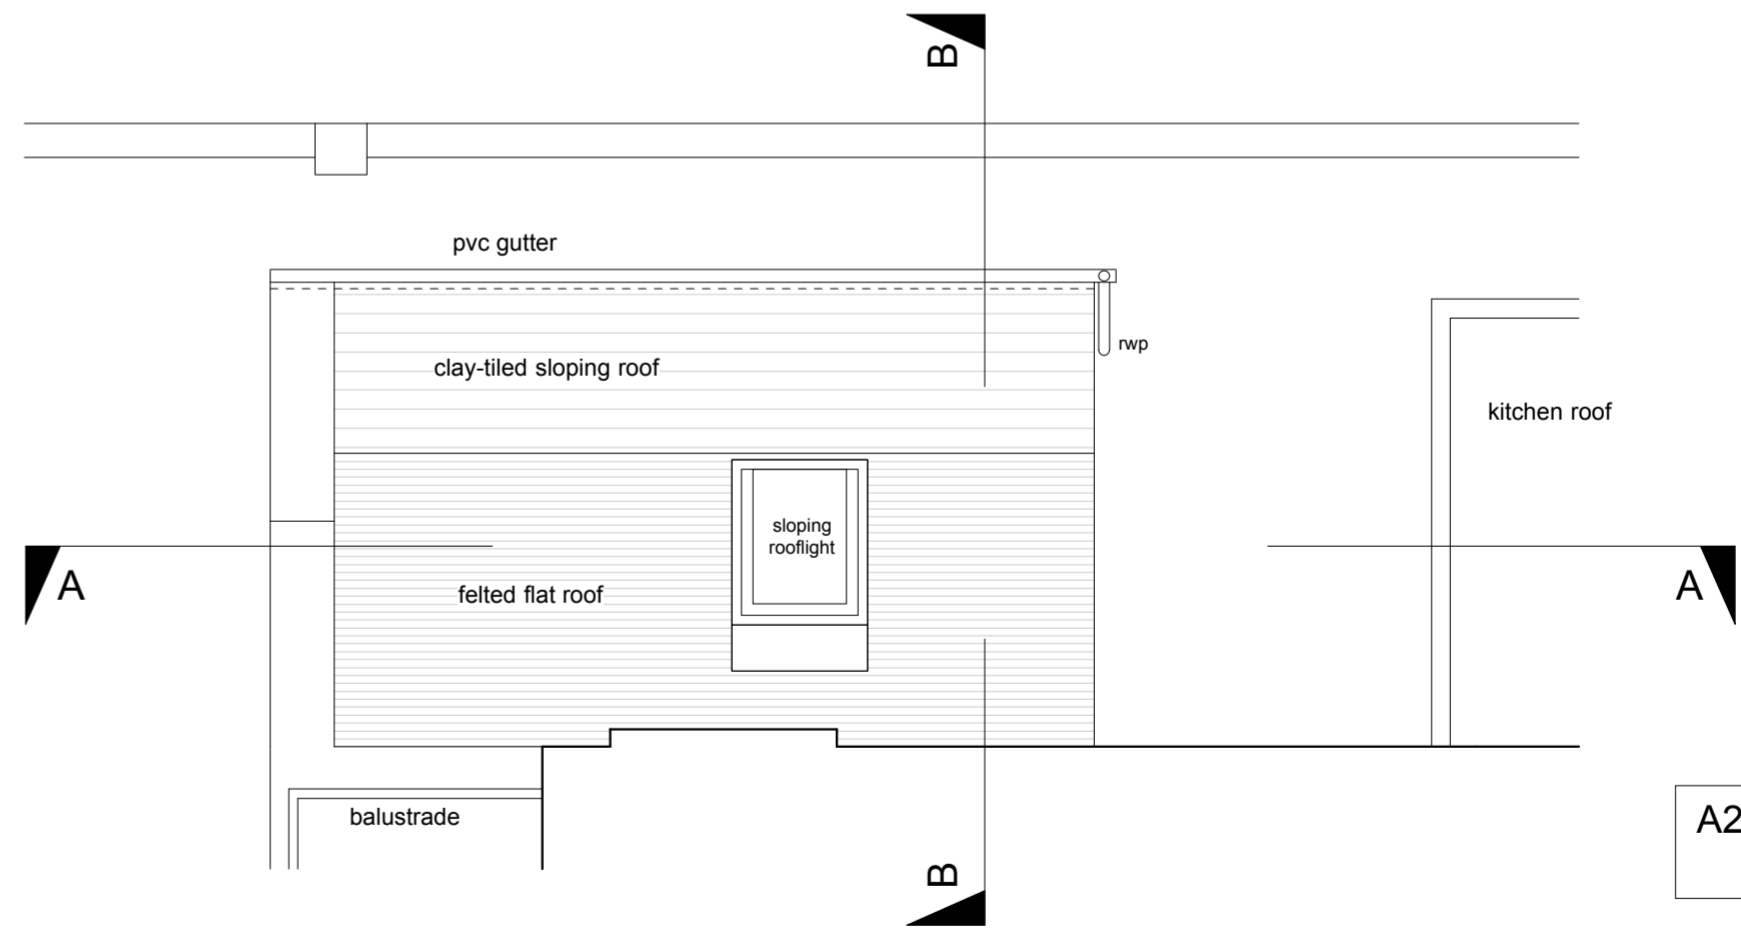 B
pvc gutter
rwp
clay-tiled sloping roof
kitchen roof
sloping
rooflight
A
felted flat roof
A
balustrade
A2
B